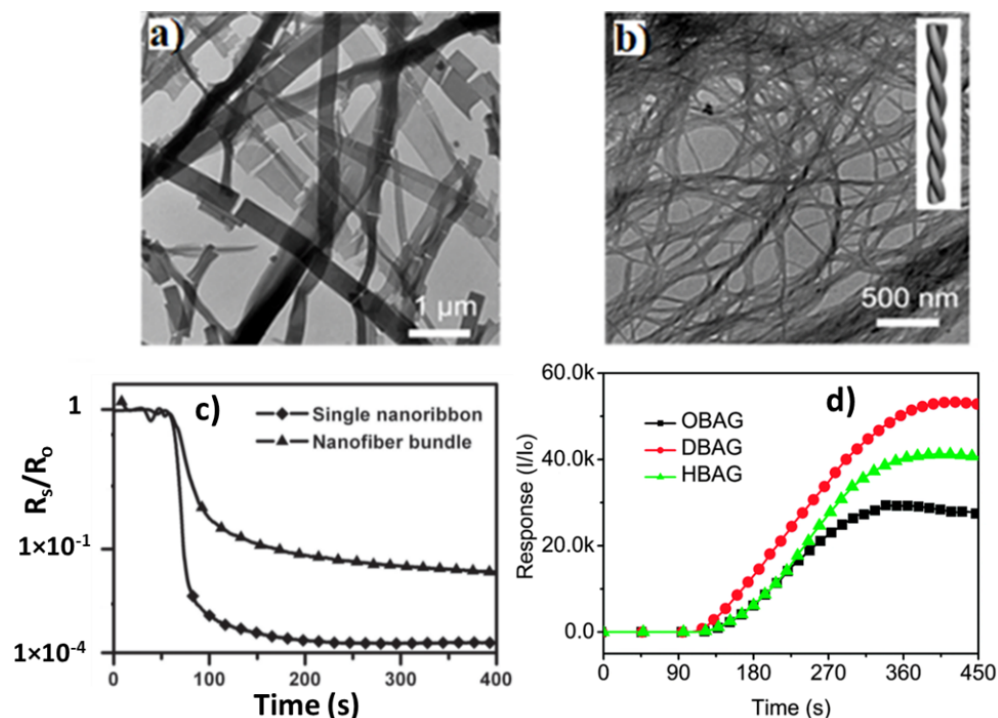 a)
1 µm
b)
500 nm
c)
1
1×10⁻¹
1×10⁻⁴
Rs/Ro
Single nanoribbon
Nanofiber bundle
0 100 200 300 400
Time (s)
d)
60.0k
40.0k
20.0k
0.0
Response (I/I₀)
OBAG
DBAG
HBAG
0 90 180 270 360 450
Time (s)